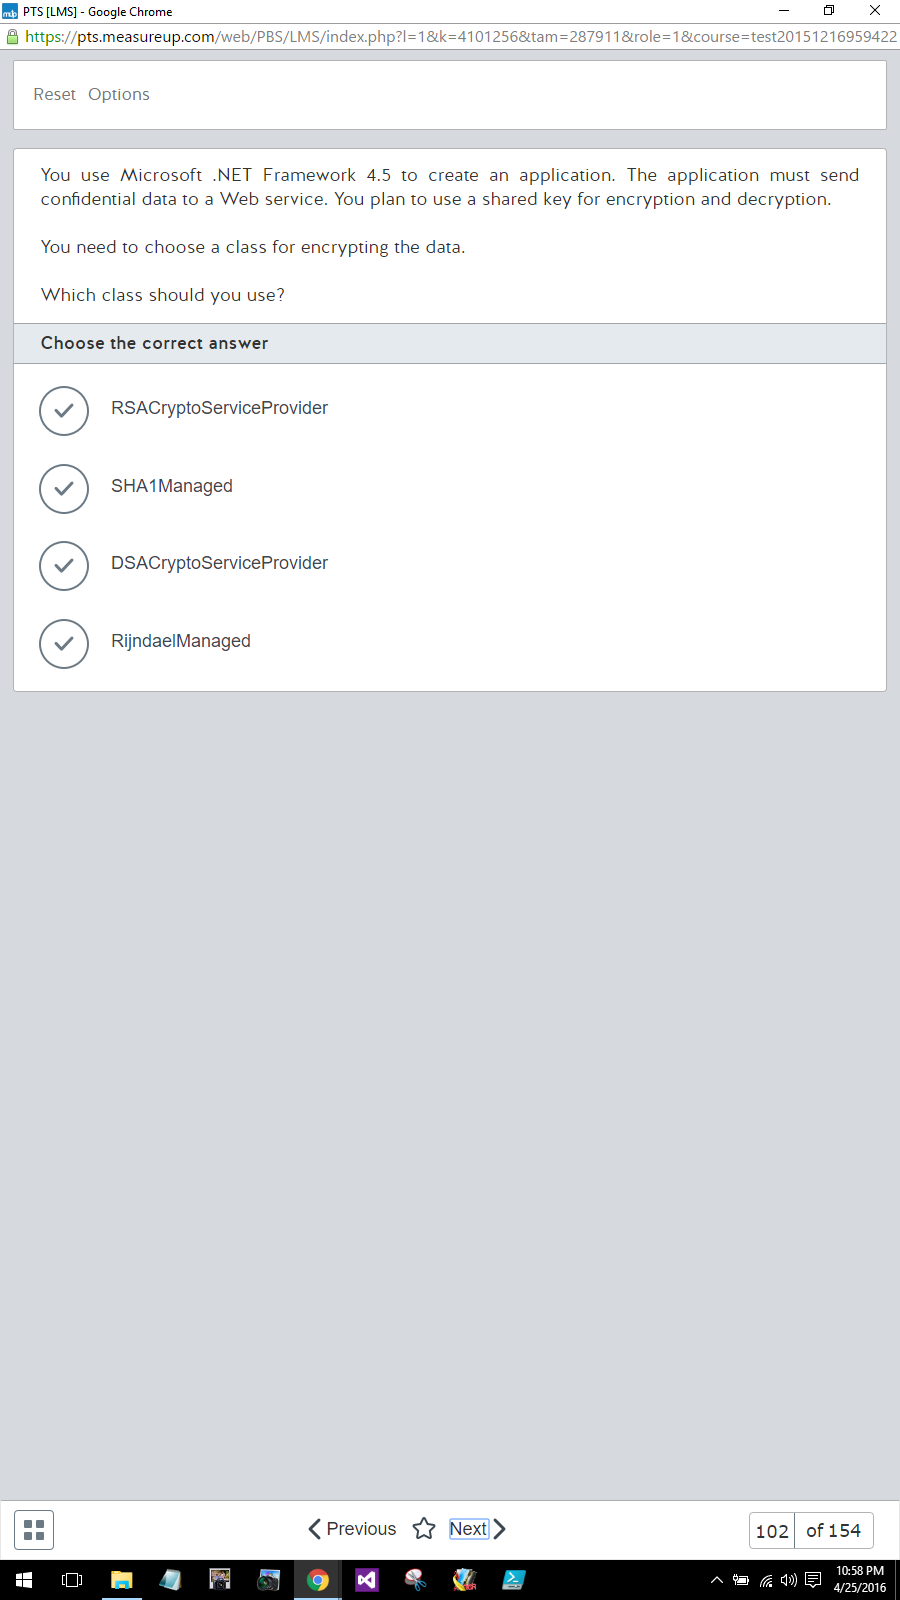 PTS [LMS] - Google Chrome
https://pts.measureup.com/web/PBS/LMS/index.php?l=1&k=4101256&tam=287911&role=1&course=test20151216959422
Reset Options
You use Microsoft .NET Framework 4.5 to create an application. The application must send
confidential data to a Web service. You plan to use a shared key for encryption and decryption.
You need to choose a class for encrypting the data.
Which class should you use?
Choose the correct answer
RSACryptoServiceProvider
SHA1Managed
DSACryptoServiceProvider
RijndaelManaged
Previous Next 102 of 154
10:58 PM
4/25/2016